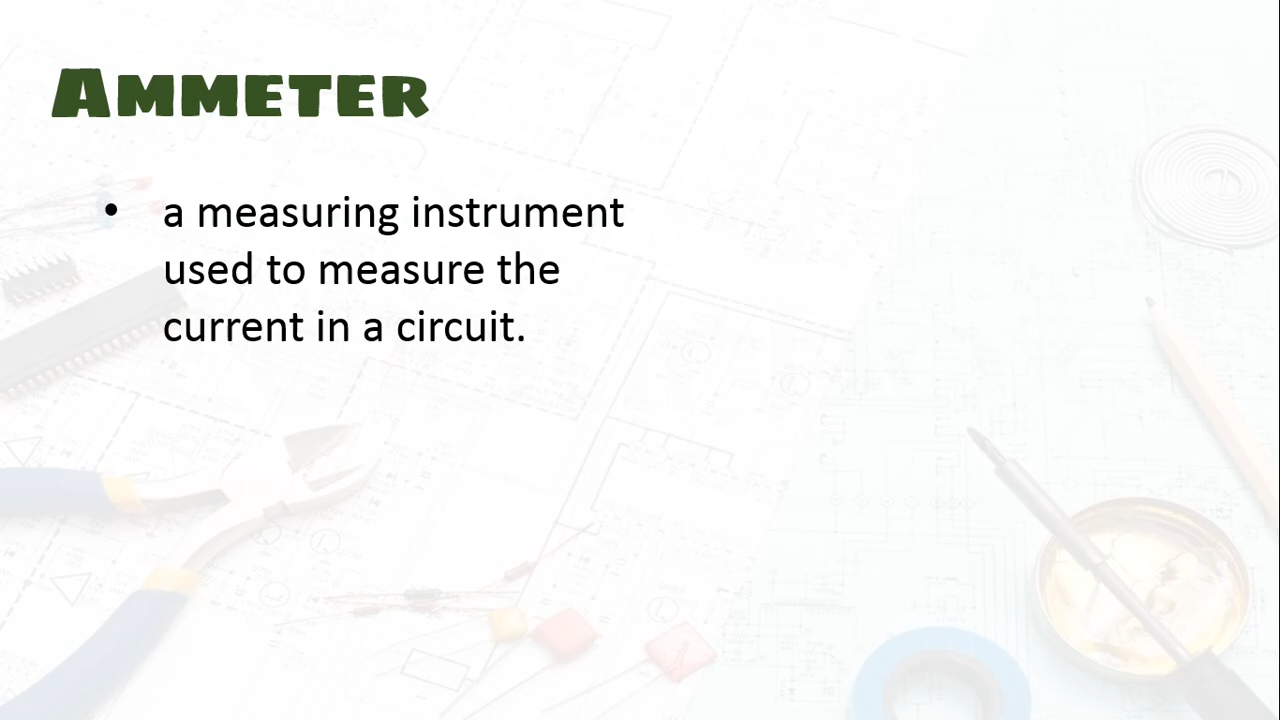 Ammeter
• a measuring instrument
used to measure the
current in a circuit.